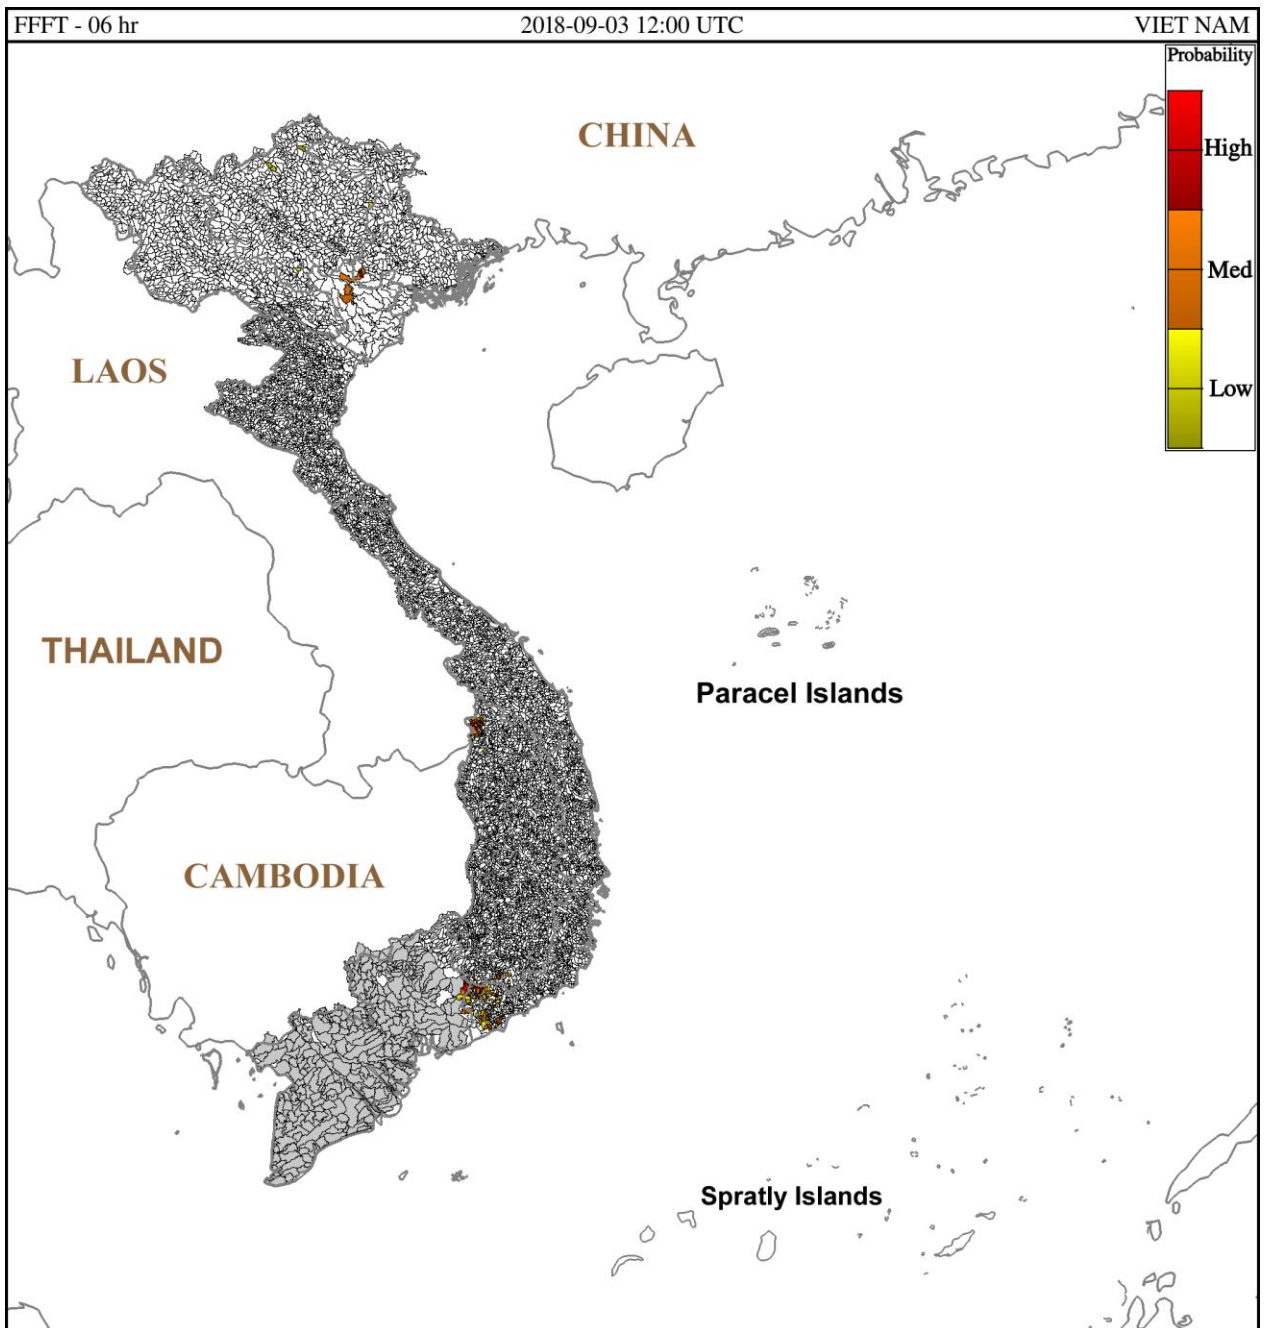 FFFT - 06 hr
2018-09-03 12:00 UTC
VIET NAM
Probability
High
Med
Low
CHINA
LAOS
THAILAND
Paracel Islands
CAMBODIA
Spratly Islands